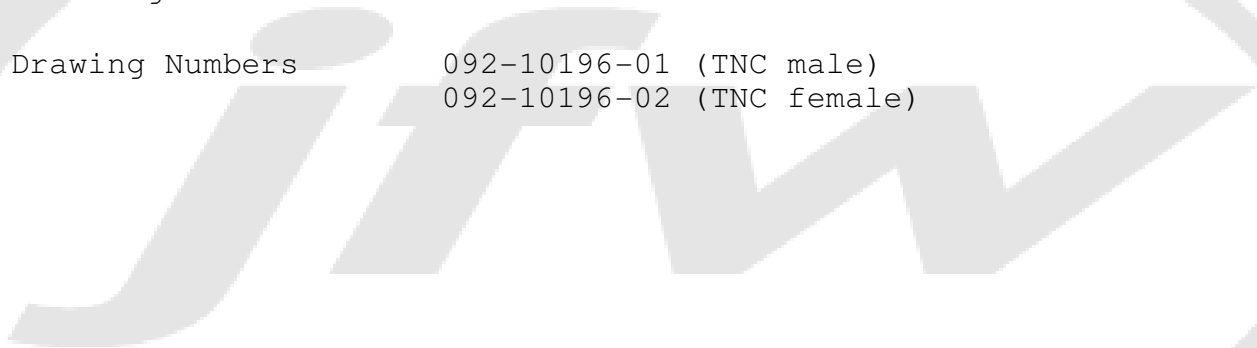 Drawing Numbers 092-10196-01 (TNC male)
092-10196-02 (TNC female)
jfw